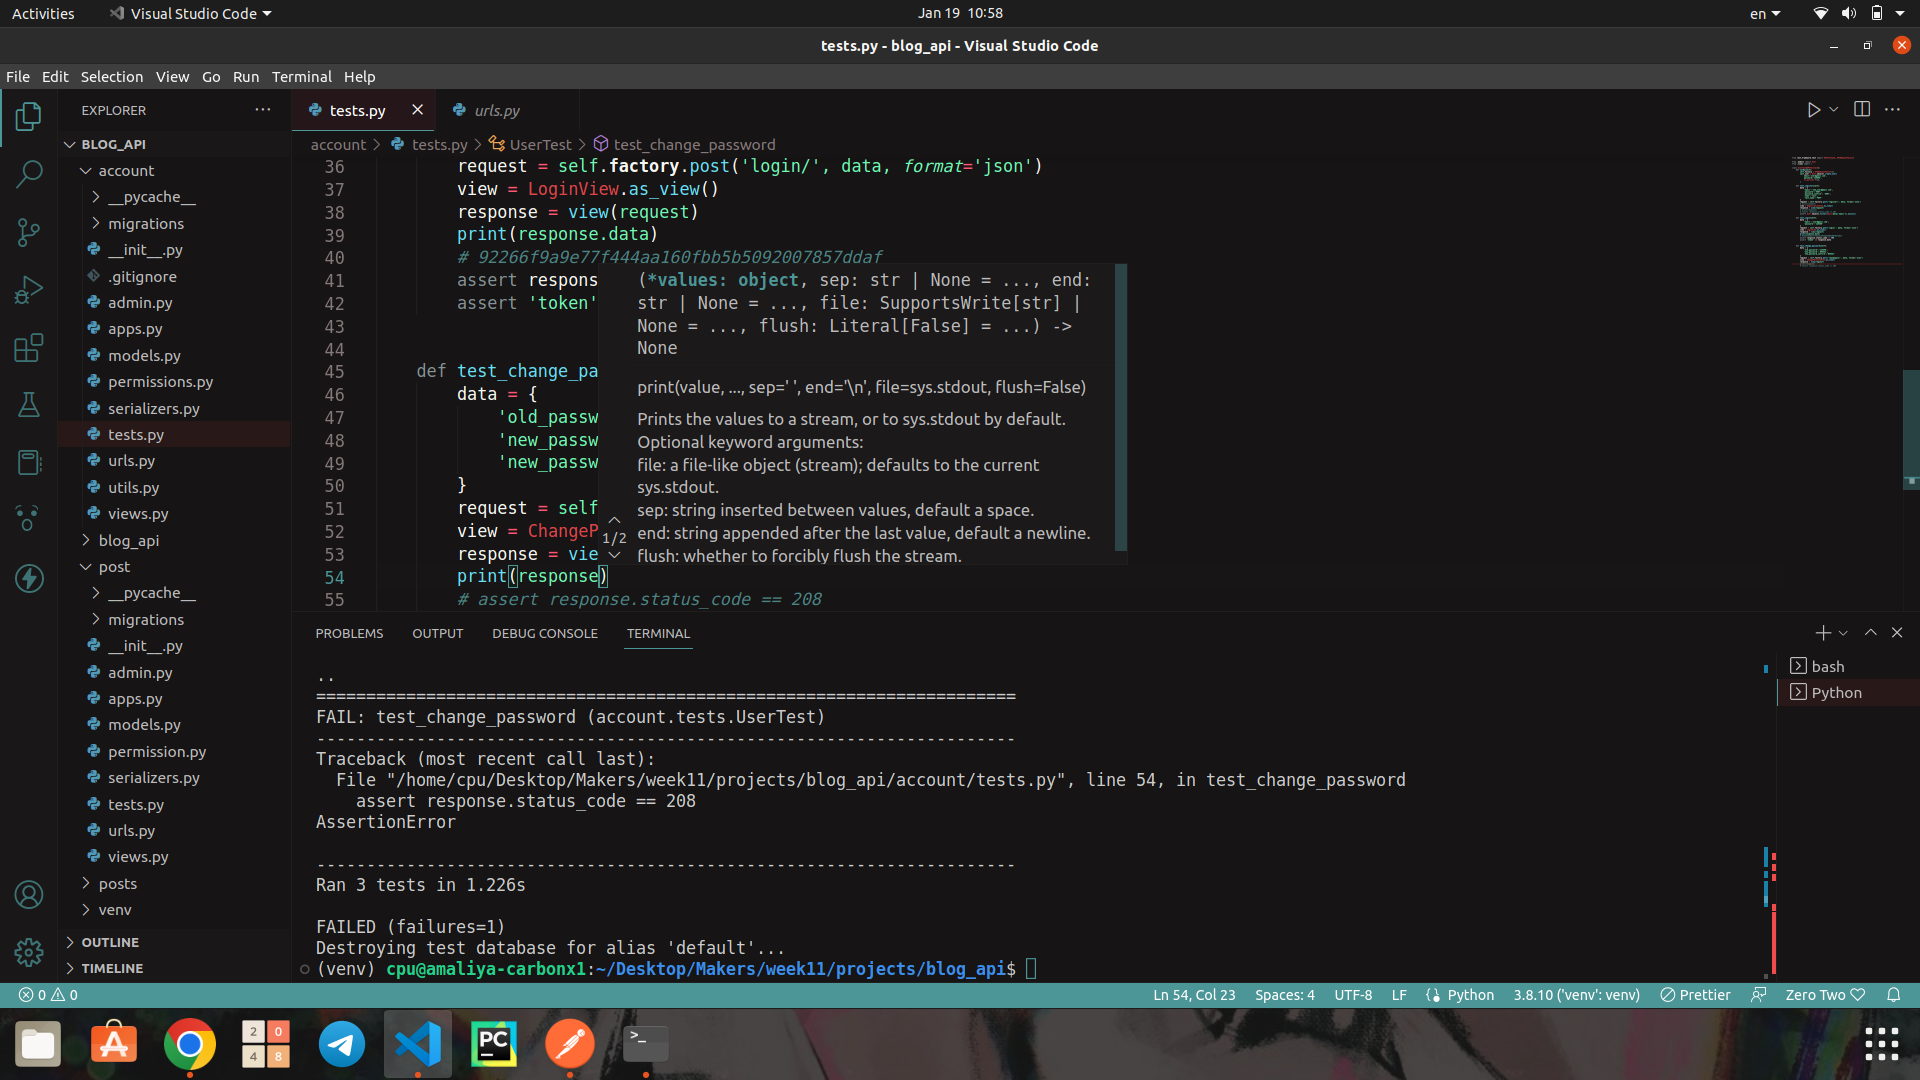 Activities
Visual Studio Code
Jan 19 10:58
en
tests.py - blog_api - Visual Studio Code
File Edit Selection View Go Run Terminal Help
EXPLORER
BLOG_API
account
__pycache__
migrations
__init__.py
.gitignore
admin.py
apps.py
models.py
permissions.py
serializers.py
tests.py
urls.py
utils.py
views.py
blog_api
post
__pycache__
migrations
__init__.py
admin.py
apps.py
models.py
permission.py
serializers.py
tests.py
urls.py
views.py
posts
venv
OUTLINE
TIMELINE
tests.py
urls.py
account > tests.py > UserTest > test_change_password
36 request = self.factory.post('login/', data, format='json')
37 view = LoginView.as_view()
38 response = view(request)
39 print(response.data)
40 # 92266f9a9e77f444aa160fbb5b5092007857ddaf
41 assert respons
42 assert 'token'
43
44
45 def test_change_pa
46 data = {
47 'old_passw
48 'new_passw
49 'new_passw
50 }
51 request = self
52 view = ChangeP
53 response = vie
54 print(response)
55 # assert response.status_code == 208
(*values: object, sep: str | None = ..., end:
str | None = ..., file: SupportsWrite[str] |
None = ..., flush: Literal[False] = ...) ->
None
print(value, ..., sep=' ', end='\n', file=sys.stdout, flush=False)
Prints the values to a stream, or to sys.stdout by default.
Optional keyword arguments:
file: a file-like object (stream); defaults to the current
sys.stdout.
sep: string inserted between values, default a space.
end: string appended after the last value, default a newline.
flush: whether to forcibly flush the stream.
1/2
PROBLEMS OUTPUT DEBUG CONSOLE TERMINAL
bash
Python
..
======================================================================
FAIL: test_change_password (account.tests.UserTest)
----------------------------------------------------------------------
Traceback (most recent call last):
File "/home/cpu/Desktop/Makers/week11/projects/blog_api/account/tests.py", line 54, in test_change_password
assert response.status_code == 208
AssertionError
----------------------------------------------------------------------
Ran 3 tests in 1.226s
FAILED (failures=1)
Destroying test database for alias 'default'...
(venv) cpu@amaliya-carbonx1:~/Desktop/Makers/week11/projects/blog_api$
0 0
Ln 54, Col 23
Spaces: 4
UTF-8
LF
Python
3.8.10 ('venv': venv)
Prettier
Zero Two
2 0
4 8
PC
>_